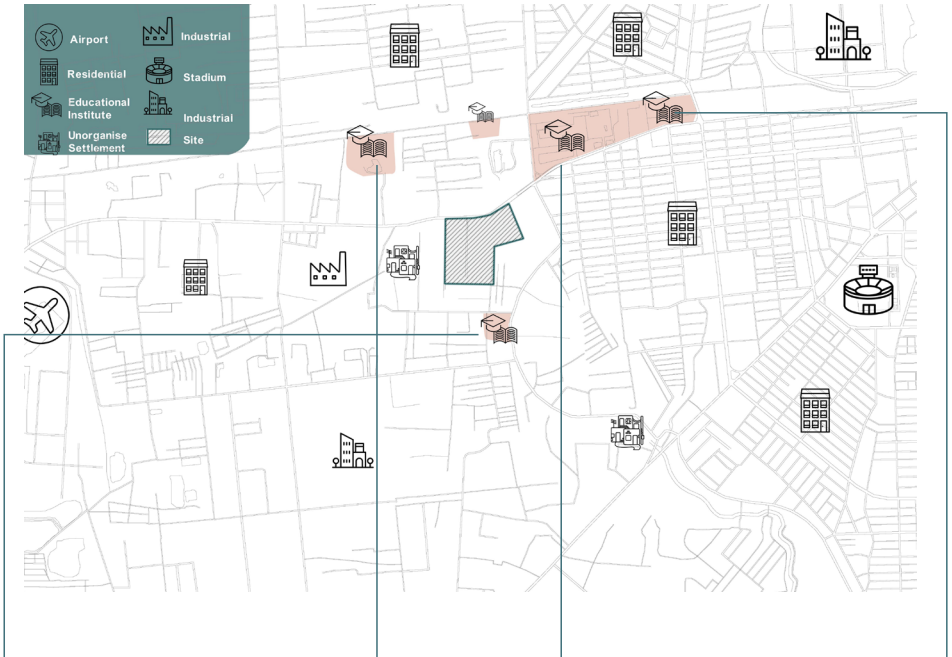 Airport
Industrial
Residential
Stadium
Educational
Institute
Industrial
Unorganise
Settlement
Site